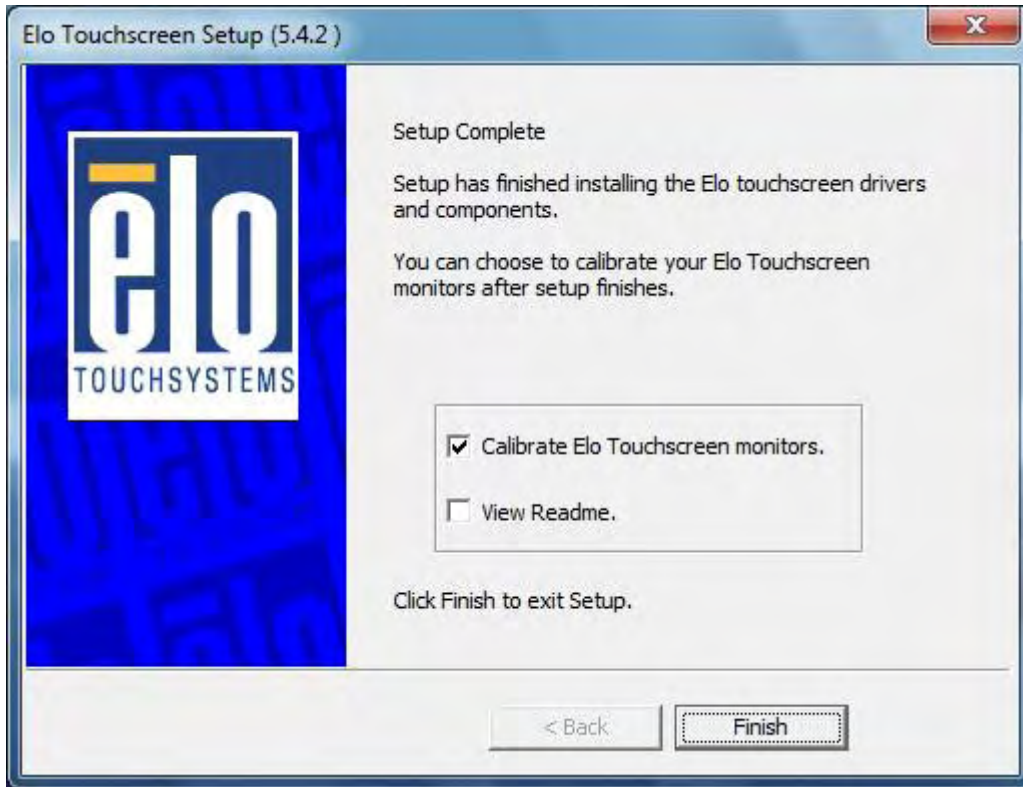 Elo Touchscreen Setup (5.4.2 )
ēlo
TOUCHSYSTEMS
Setup Complete
Setup has finished installing the Elo touchscreen drivers
and components.
You can choose to calibrate your Elo Touchscreen
monitors after setup finishes.
Calibrate Elo Touchscreen monitors.
View Readme.
Click Finish to exit Setup.
< Back
Finish